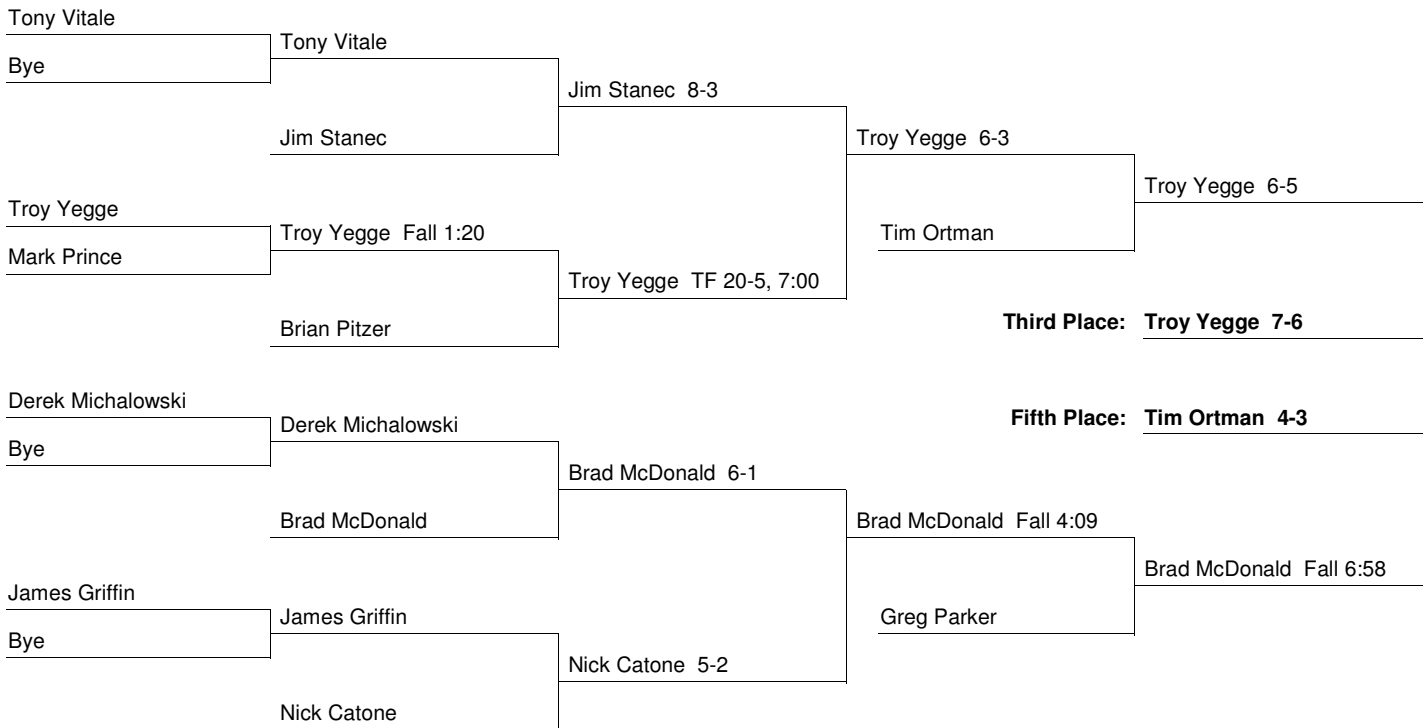 Tony Vitale
Tony Vitale
Bye
Jim Stanec 8-3
Jim Stanec
Troy Yegge 6-3
Troy Yegge 6-5
Troy Yegge
Troy Yegge Fall 1:20
Tim Ortman
Mark Prince
Troy Yegge TF 20-5, 7:00
Brian Pitzer
Third Place: Troy Yegge 7-6
Derek Michalowski
Derek Michalowski
Fifth Place: Tim Ortman 4-3
Bye
Brad McDonald 6-1
Brad McDonald
Brad McDonald Fall 4:09
Brad McDonald Fall 6:58
James Griffin
James Griffin
Greg Parker
Bye
Nick Catone 5-2
Nick Catone